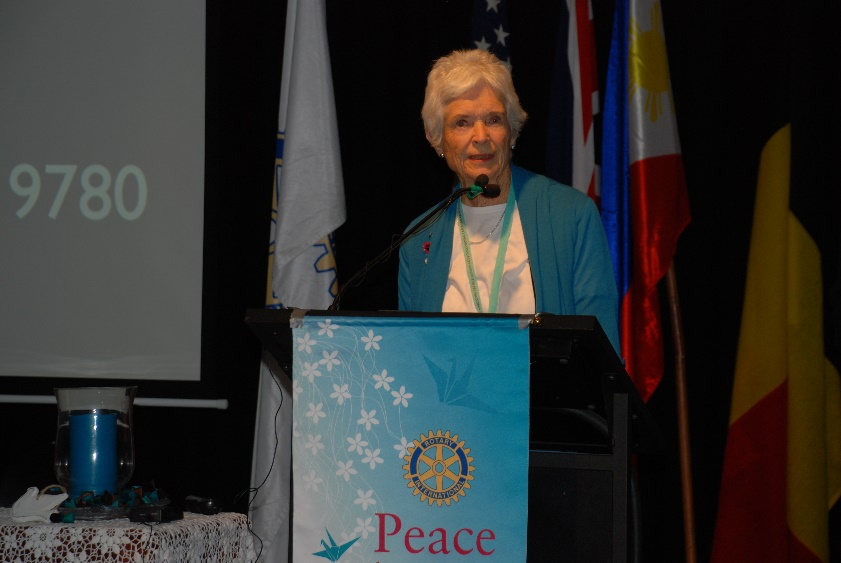 9780
ROTARY
INTERNATIONAL
Peace